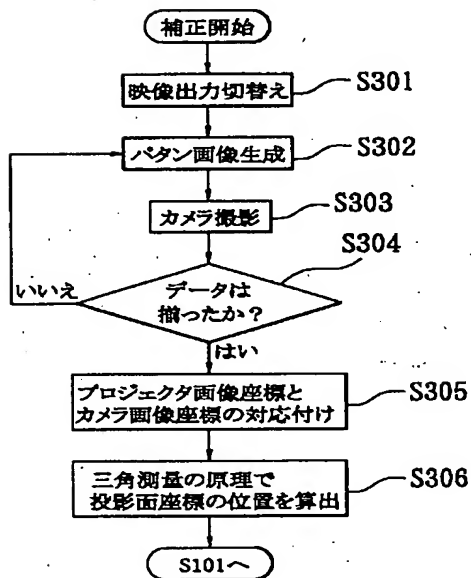 補正開始
映像出力切替え
S301
パタン画像生成
S302
カメラ撮影
S303
データは
揃ったか?
S304
いいえ
はい
プロジェクタ画像座標と
カメラ画像座標の対応付け
S305
三角測量の原理で
投影面座標の位置を算出
S306
S101へ